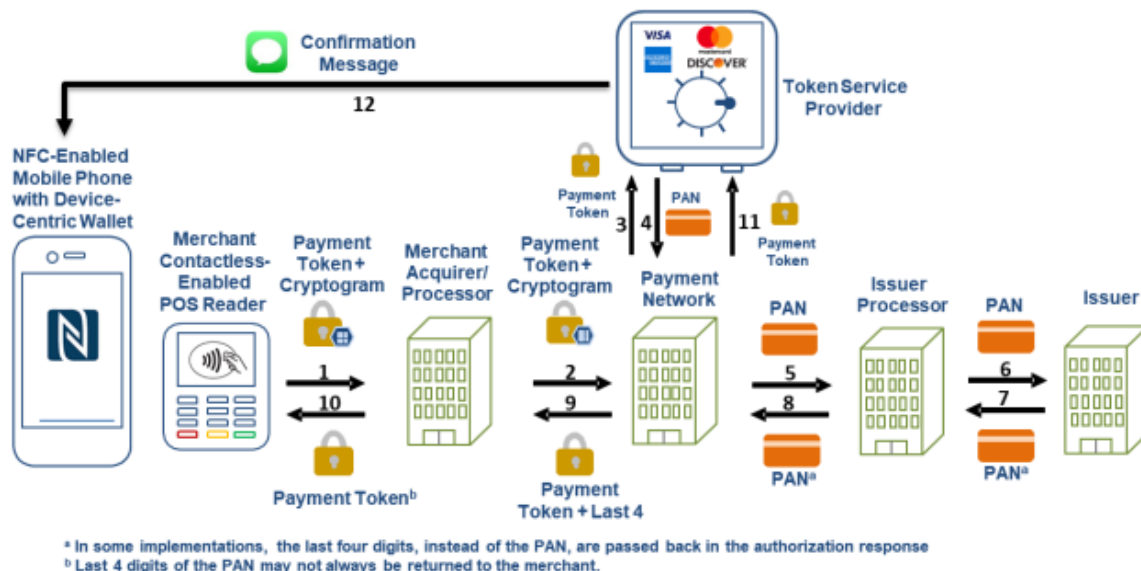 Confirmation
Message
12
VISA
mastercard
DISCOVER
Token Service
Provider
NFC-Enabled
Mobile Phone
with Device-
Centric Wallet
Payment
Token
3
4
PAN
11
Payment
Token
Merchant
Contactless-
Enabled
POS Reader
Payment
Token +
Cryptogram
Merchant
Acquirer/
Processor
Payment
Token +
Cryptogram
Payment
Network
PAN
Issuer
Processor
PAN
Issuer
N
1
10
2
9
5
8
6
7
Payment Tokenᵇ
Payment
Token + Last 4
PANᵃ
PANᵃ
ᵃ In some implementations, the last four digits, instead of the PAN, are passed back in the authorization response
ᵇ Last 4 digits of the PAN may not always be returned to the merchant.